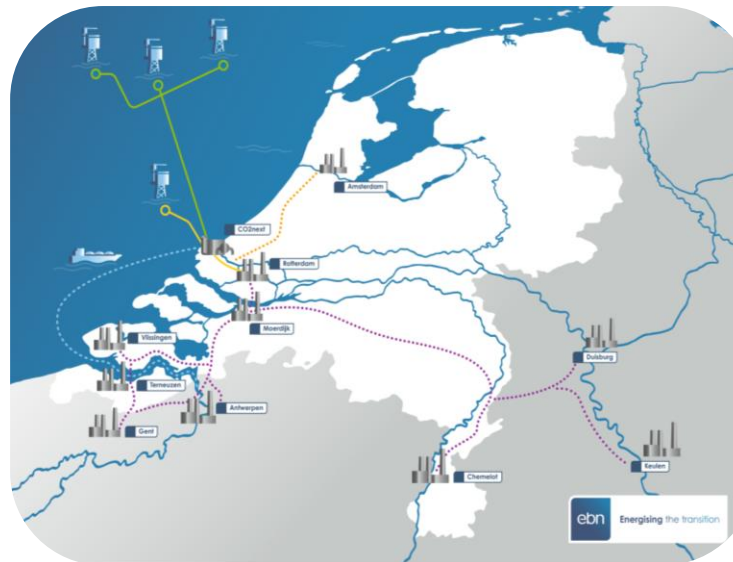 Amsterdam
CO2next
Rotterdam
Moerdijk
Vlissingen
Duisburg
Terneuzen
Antwerpen
Gent
Keulen
Chemelot
ebn Energising the transition